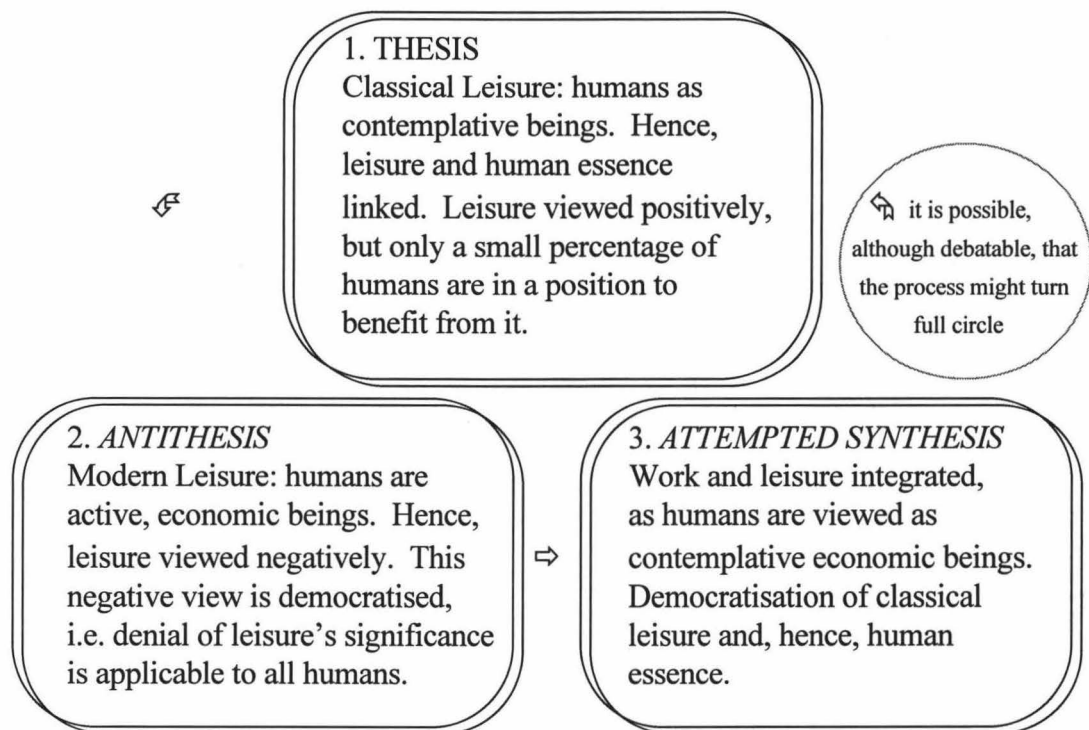 1. THESIS
Classical Leisure: humans as
contemplative beings. Hence,
leisure and human essence
linked. Leisure viewed positively,
but only a small percentage of
humans are in a position to
benefit from it.
it is possible,
although debatable, that
the process might turn
full circle
2. ANTITHESIS
Modern Leisure: humans are
active, economic beings. Hence,
leisure viewed negatively. This
negative view is democratised,
i.e. denial of leisure's significance
is applicable to all humans.
3. ATTEMPTED SYNTHESIS
Work and leisure integrated,
as humans are viewed as
contemplative economic beings.
Democratisation of classical
leisure and, hence, human
essence.